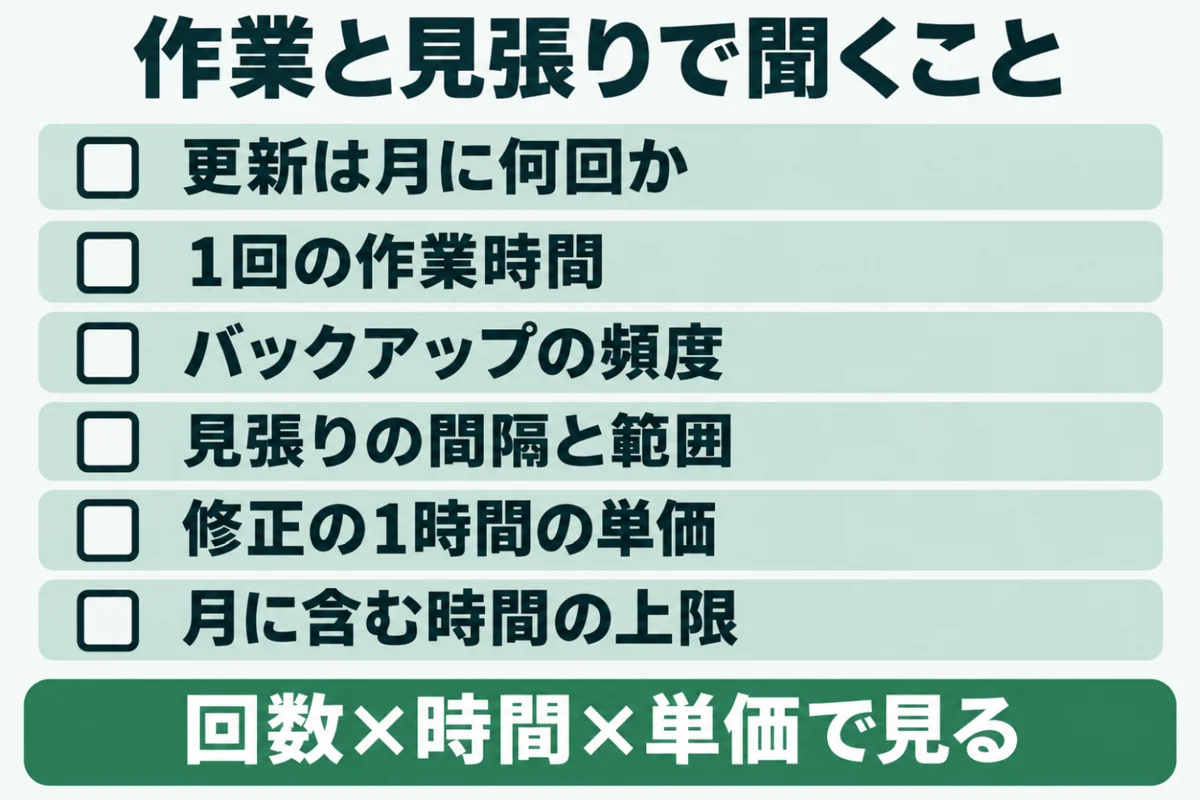 作業と見張りで聞くこと
更新は月に何回か
1回の作業時間
バックアップの頻度
見張りの間隔と範囲
修正の1時間の単価
月に含む時間の上限
回数×時間×単価で見る